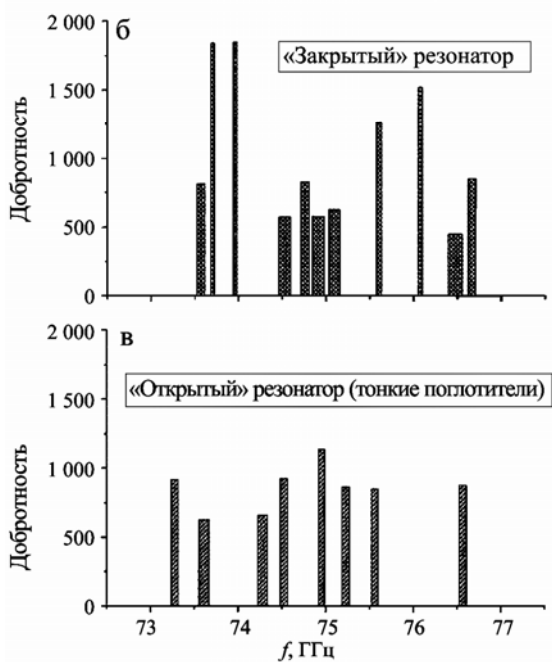 б
«Закрытый» резонатор
Добротность
2 000
1 500
1 000
500
0
в
«Открытый» резонатор (тонкие поглотители)
Добротность
2 000
1 500
1 000
500
0
73 74 75 76 77
f, ГГц